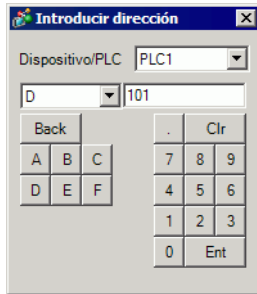 Introducir dirección
Dispositivo/PLC PLC1
D 101
Back . Clr
A B C 7 8 9
D E F 4 5 6
1 2 3
0 Ent